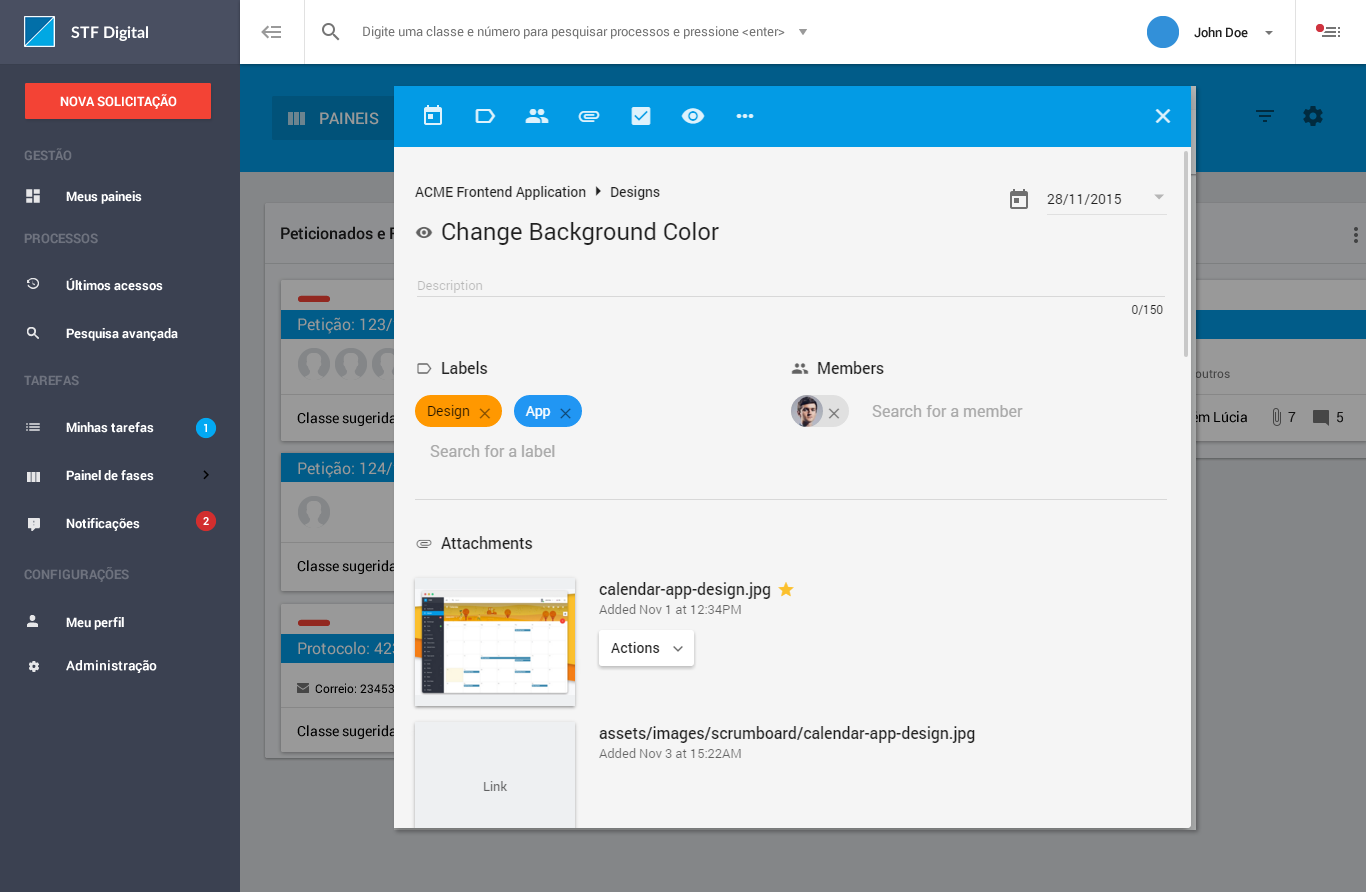 STF Digital
Digite uma classe e número para pesquisar processos e pressione <enter>
John Doe
NOVA SOLICITAÇÃO
GESTÃO
Meus paineis
PROCESSOS
Últimos acessos
Pesquisa avançada
TAREFAS
Minhas tarefas 1
Painel de fases
Notificações 2
CONFIGURAÇÕES
Meu perfil
Administração
PAINEIS
Peticionados e
Petição: 123/
Classe sugerida
Petição: 124/
Classe sugerida
Protocolo: 423
Correio: 23453
Classe sugerida
outros
Lúcia 7 5
ACME Frontend Application Designs
28/11/2015
Change Background Color
Description
0/150
Labels
Members
Design
App
Search for a member
Search for a label
Attachments
calendar-app-design.jpg
Added Nov 1 at 12:34PM
Actions
assets/images/scrumboard/calendar-app-design.jpg
Added Nov 3 at 15:22AM
Link